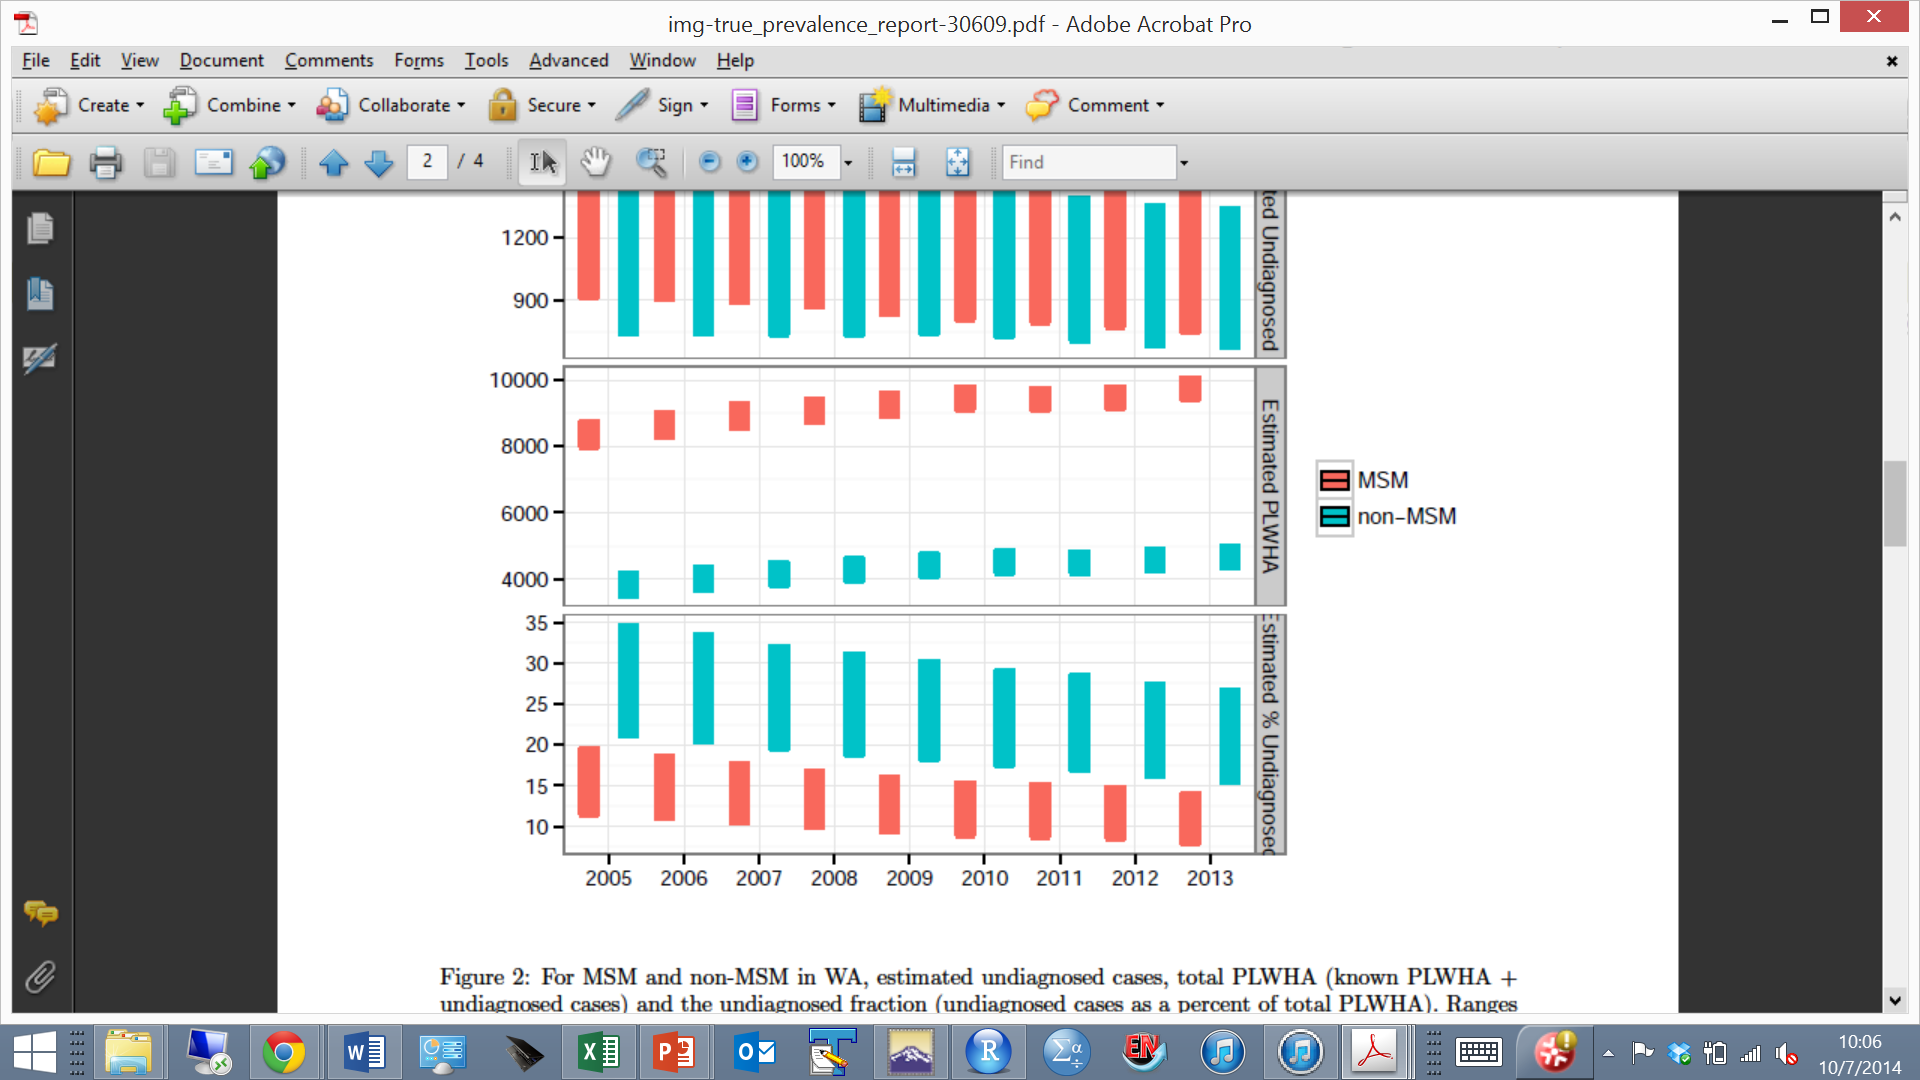 img-true_prevalence_report-30609.pdf - Adobe Acrobat Pro
File Edit View Document Comments Forms Tools Advanced Window Help
Create Combine Collaborate Secure Sign Forms Multimedia Comment
2 / 4 100% Find
1200
900
ted Undiagnosed
10000
8000
6000
4000
Estimated PLWHA
MSM
non-MSM
35
30
25
20
15
10
Estimated % Undiagnosed
2005 2006 2007 2008 2009 2010 2011 2012 2013
Figure 2: For MSM and non-MSM in WA, estimated undiagnosed cases, total PLWHA (known PLWHA +
undiagnosed cases) and the undiagnosed fraction (undiagnosed cases as a percent of total PLWHA). Ranges
10:06
10/7/2014